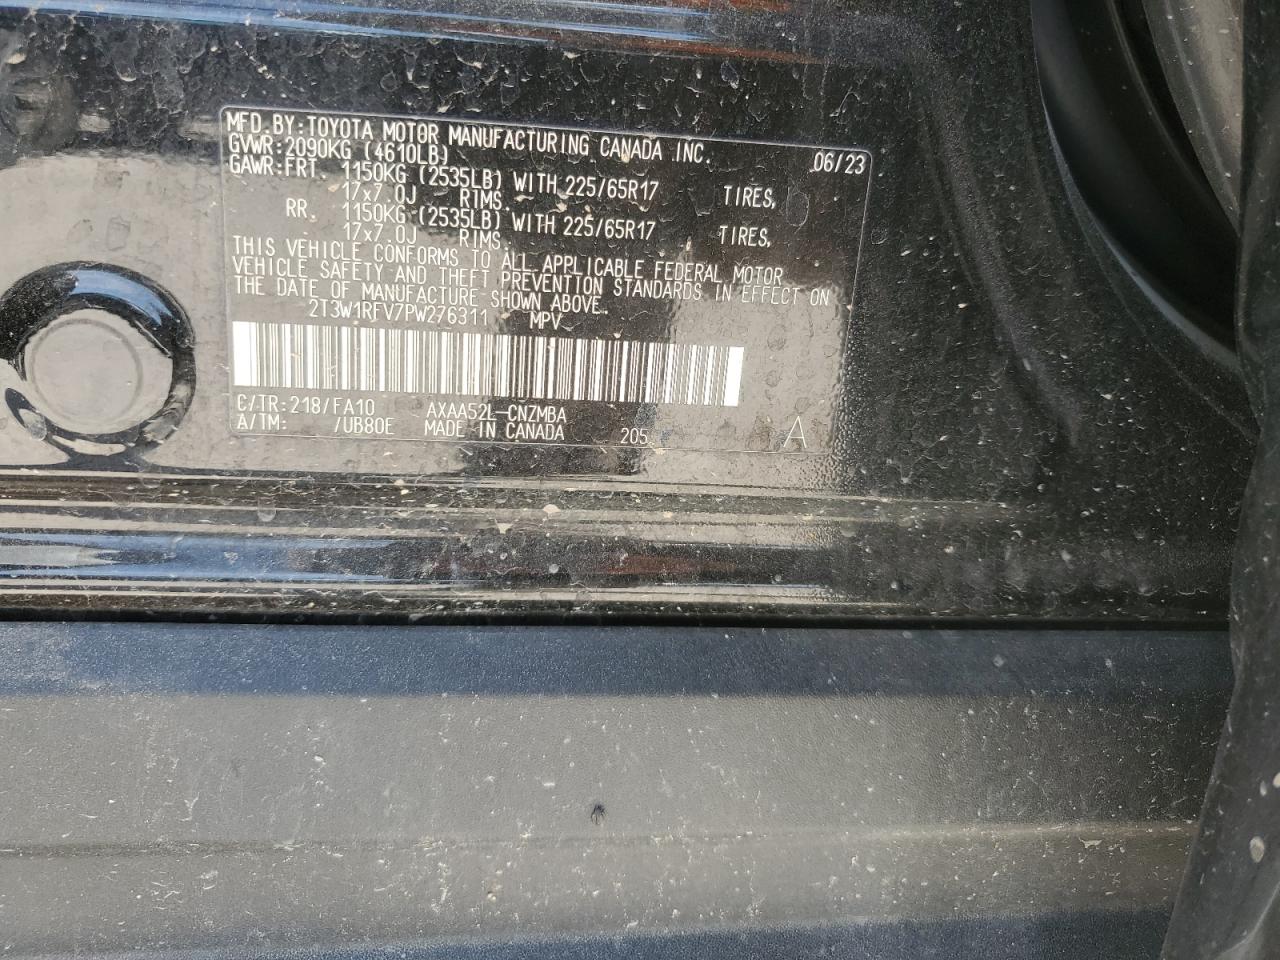 MFD.BY:TOYOTA MOTOR MANUFACTURING CANADA INC. 06/23
GVWR:2090KG (4610LB)
GAWR:FRT. 1150KG (2535LB) WITH 225/65R17 TIRES,
17x7.0J RIMS.
RR. 1150KG (2535LB) WITH 225/65R17 TIRES,
17x7.0J RIMS.
THIS VEHICLE CONFORMS TO ALL APPLICABLE FEDERAL MOTOR
VEHICLE SAFETY AND THEFT PREVENTION STANDARDS IN EFFECT ON
THE DATE OF MANUFACTURE SHOWN ABOVE.
2T3W1RFV7PW276311 MPV
C/TR:218/FA10 AXAA52L-CNZMBA
A/TM: /UB80E MADE IN CANADA 205 A